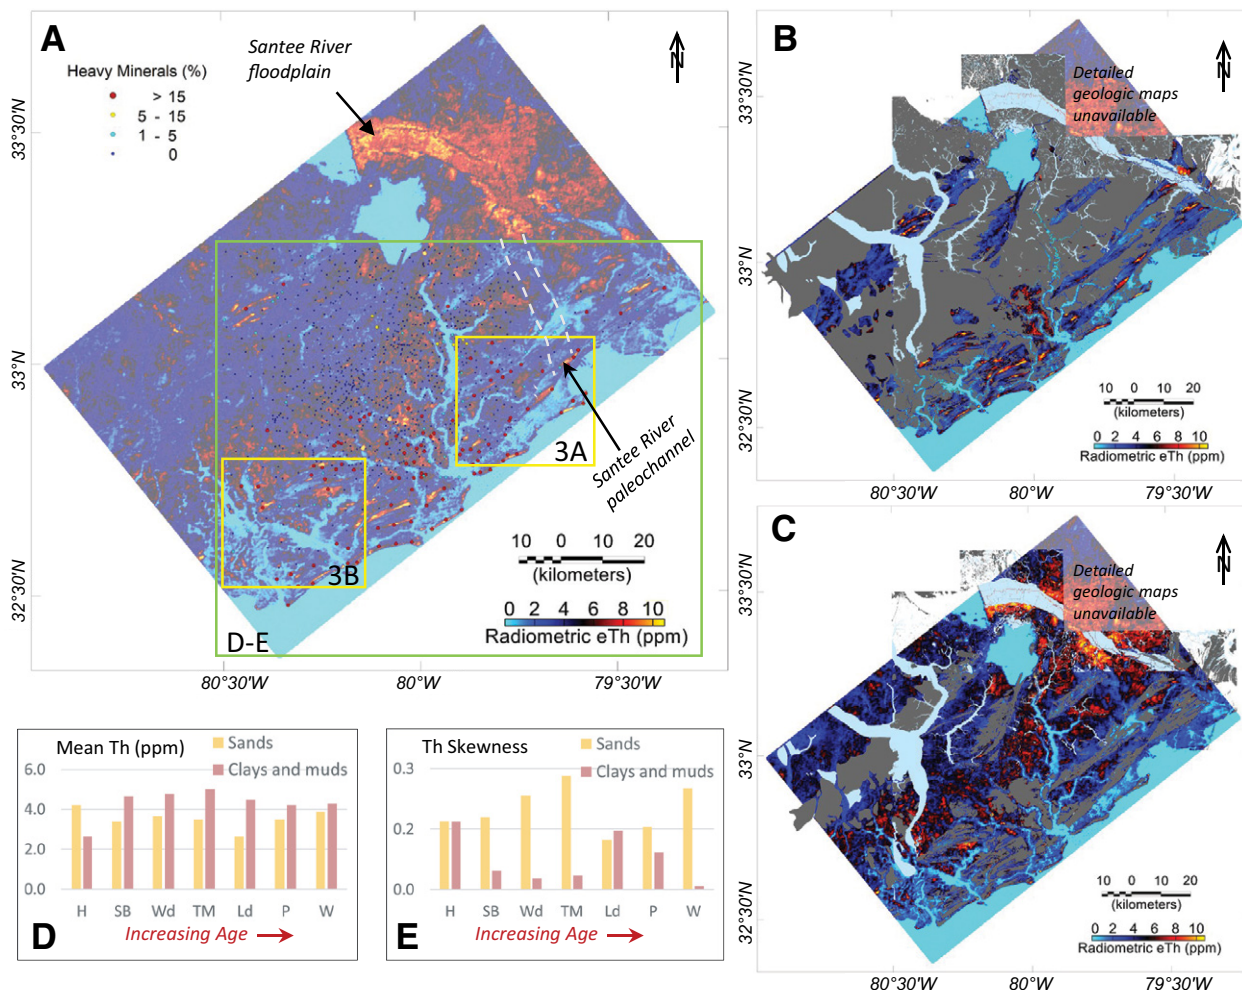 A
Santee River
floodplain
N
Heavy Minerals (%)
> 15
5 - 15
1 - 5
0
33°30'N
33°N
32°30'N
3A
3B
Santee River
paleochannel
10 0 10 20
(kilometers)
0 2 4 6 8 10
Radiometric eTh (ppm)
D-E
80°30'W 80°W 79°30'W
B
Detailed
geologic maps
unavailable
N
33°30'N
33°N
32°30'N
10 0 10 20
(kilometers)
0 2 4 6 8 10
Radiometric eTh (ppm)
80°30'W 80°W 79°30'W
C
Detailed
geologic maps
unavailable
N
33°30'N
33°N
32°30'N
10 0 10 20
(kilometers)
0 2 4 6 8 10
Radiometric eTh (ppm)
80°30'W 80°W 79°30'W
Mean Th (ppm)
Sands
Clays and muds
6.0
4.0
2.0
0.0
H SB Wd TM Ld P W
D
Increasing Age
Th Skewness
Sands
Clays and muds
0.3
0.2
0.0
H SB Wd TM Ld P W
E
Increasing Age